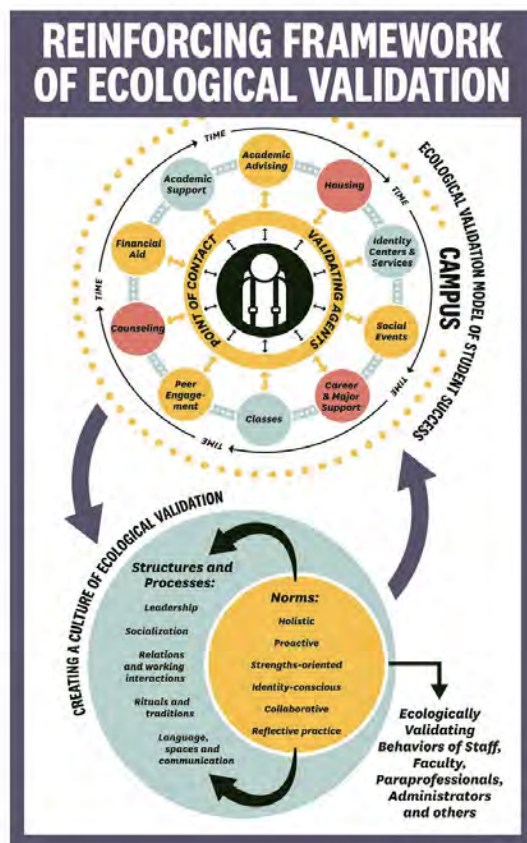 REINFORCING FRAMEWORK
OF ECOLOGICAL VALIDATION
ECOLOGICAL VALIDATION MODEL OF STUDENT SUCCESS
CAMPUS
TIME
TIME
TIME
TIME
TIME
TIME
Academic
Advising
Housing
Identity
Centers &
Services
Social
Events
Career
& Major
Support
Classes
Peer
Engage-
ment
Counseling
Financial
Aid
Academic
Support
POINT OF CONTACT
VALIDATING AGENTS
CREATING A CULTURE OF ECOLOGICAL VALIDATION
Structures and
Processes:
Leadership
Socialization
Relations
and working
interactions
Rituals and
traditions
Language,
spaces and
communication
Norms:
Holistic
Proactive
Strengths-oriented
Identity-conscious
Collaborative
Reflective practice
Ecologically
Validating
Behaviors of Staff,
Faculty,
Paraprofessionals,
Administrators
and others